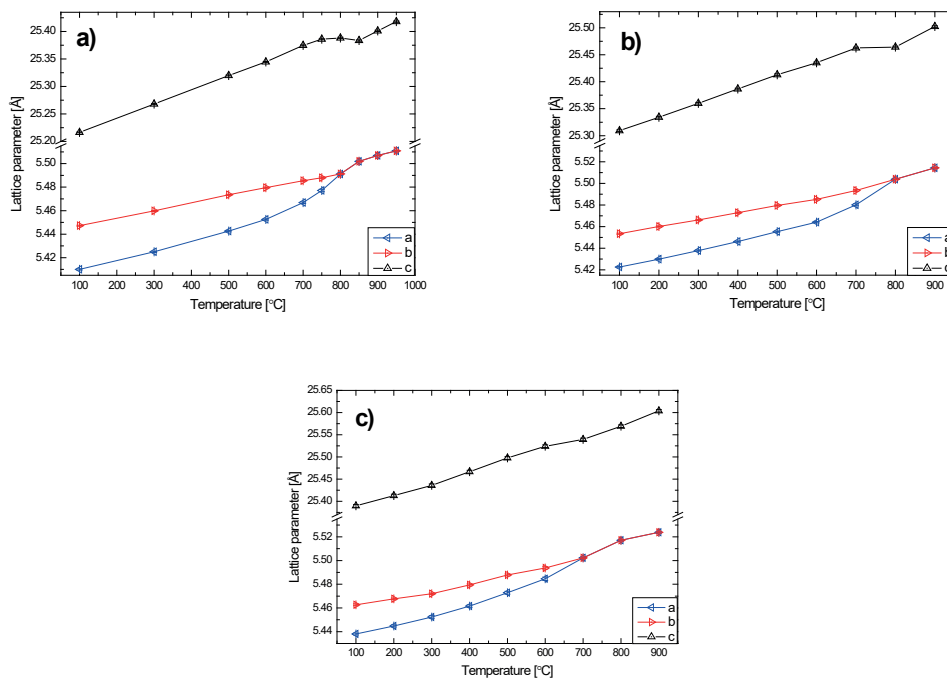 a)
25.40
25.35
25.30
25.25
25.20
5.50
5.48
5.46
5.44
5.42
Lattice parameter [Å]
100 200 300 400 500 600 700 800 900 1000
Temperature [°C]
a
b
c
b)
25.50
25.45
25.40
25.35
25.30
5.52
5.50
5.48
5.46
5.44
5.42
Lattice parameter [Å]
100 200 300 400 500 600 700 800 900
Temperature [°C]
a
b
c
c)
25.65
25.60
25.55
25.50
25.45
25.40
5.52
5.50
5.48
5.46
5.44
Lattice parameter [Å]
100 200 300 400 500 600 700 800 900
Temperature [°C]
a
b
c